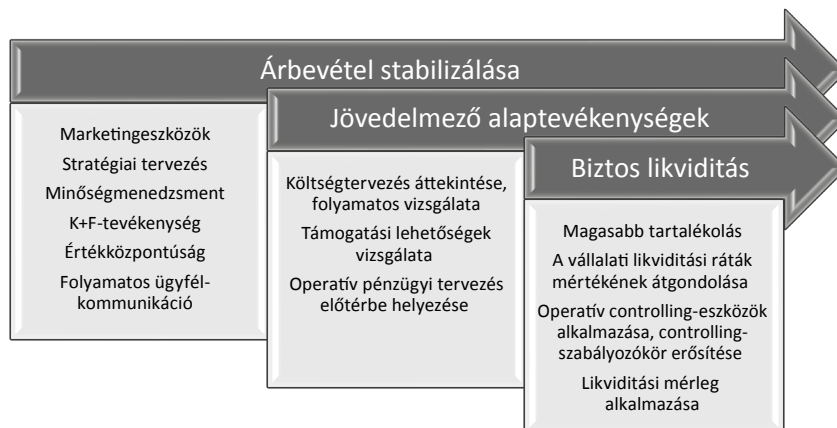 Árbevétel stabilizálása
Marketingeszközök
Stratégiai tervezés
Minőségmenedzsment
K+F-tevékenység
Értékközpontúság
Folyamatos ügyfél-
kommunikáció
Jövedelmező alaptevékenységek
Költségtervezés áttekintése,
folyamatos vizsgálata
Támogatási lehetőségek
vizsgálata
Operatív pénzügyi tervezés
előtérbe helyezése
Biztos likviditás
Magasabb tartalékolás
A vállalati likviditási ráták
mértékének átgondolása
Operatív controlling-eszközök
alkalmazása, controlling-
szabályozókör erősítése
Likviditási mérleg
alkalmazása